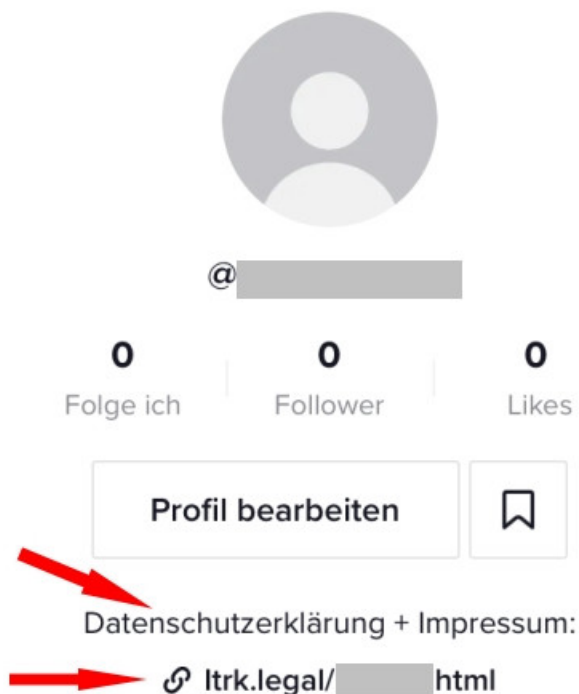 @
0 0 0
Folge ich Follower Likes
Profil bearbeiten
Datenschutzerklärung + Impressum:
ltrk.legal/ html